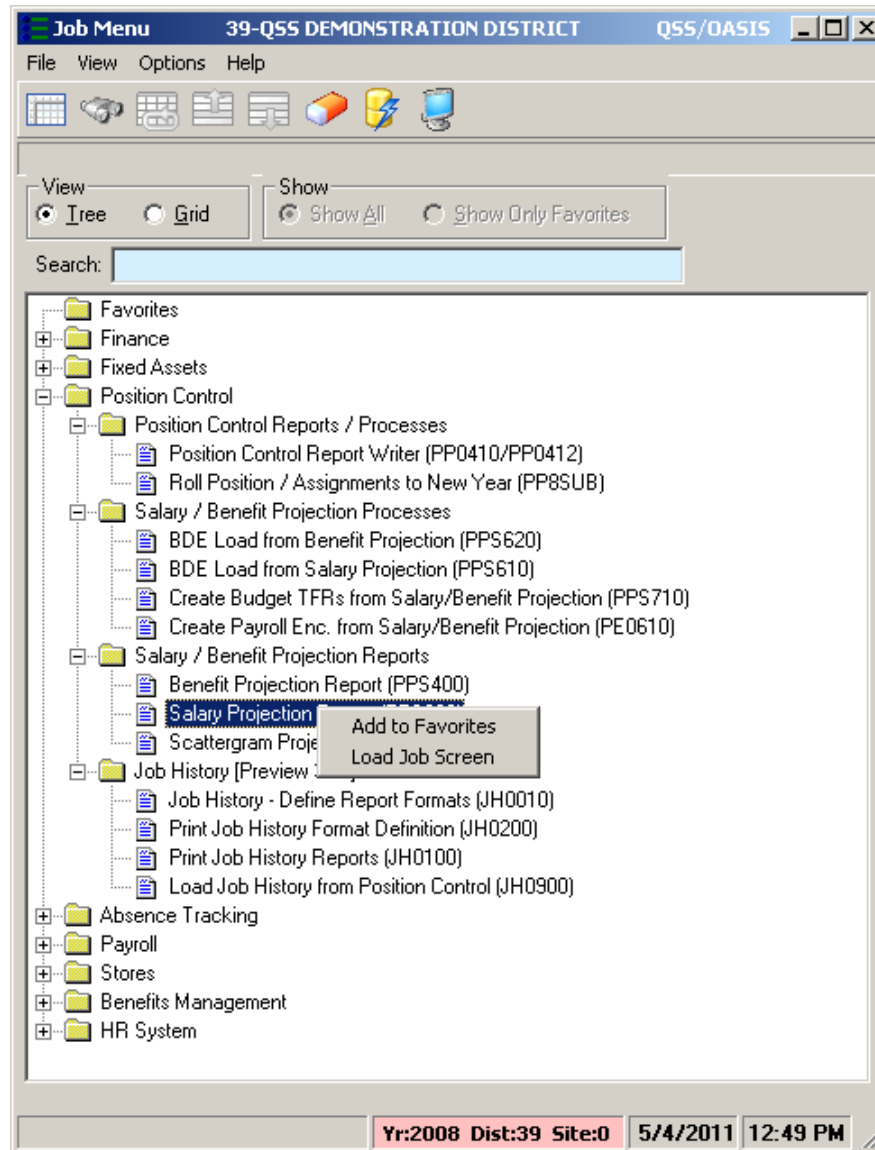 Job Menu 39-QSS DEMONSTRATION DISTRICT QSS/OASIS
File View Options Help
View
Show
Tree Grid Show All Show Only Favorites
Search:
Favorites
Finance
Fixed Assets
Position Control
Position Control Reports / Processes
Position Control Report Writer (PP0410/PP0412)
Roll Position / Assignments to New Year (PP8SUB)
Salary / Benefit Projection Processes
BDE Load from Benefit Projection (PPS620)
BDE Load from Salary Projection (PPS610)
Create Budget TFRs from Salary/Benefit Projection (PPS710)
Create Payroll Enc. from Salary/Benefit Projection (PE0610)
Salary / Benefit Projection Reports
Benefit Projection Report (PPS400)
Salary Projection
Add to Favorites
Scattergram Proje
Load Job Screen
Job History [Preview
Job History - Define Report Formats (JH0010)
Print Job History Format Definition (JH0200)
Print Job History Reports (JH0100)
Load Job History from Position Control (JH0900)
Absence Tracking
Payroll
Stores
Benefits Management
HR System
Yr:2008 Dist:39 Site:0 5/4/2011 12:49 PM